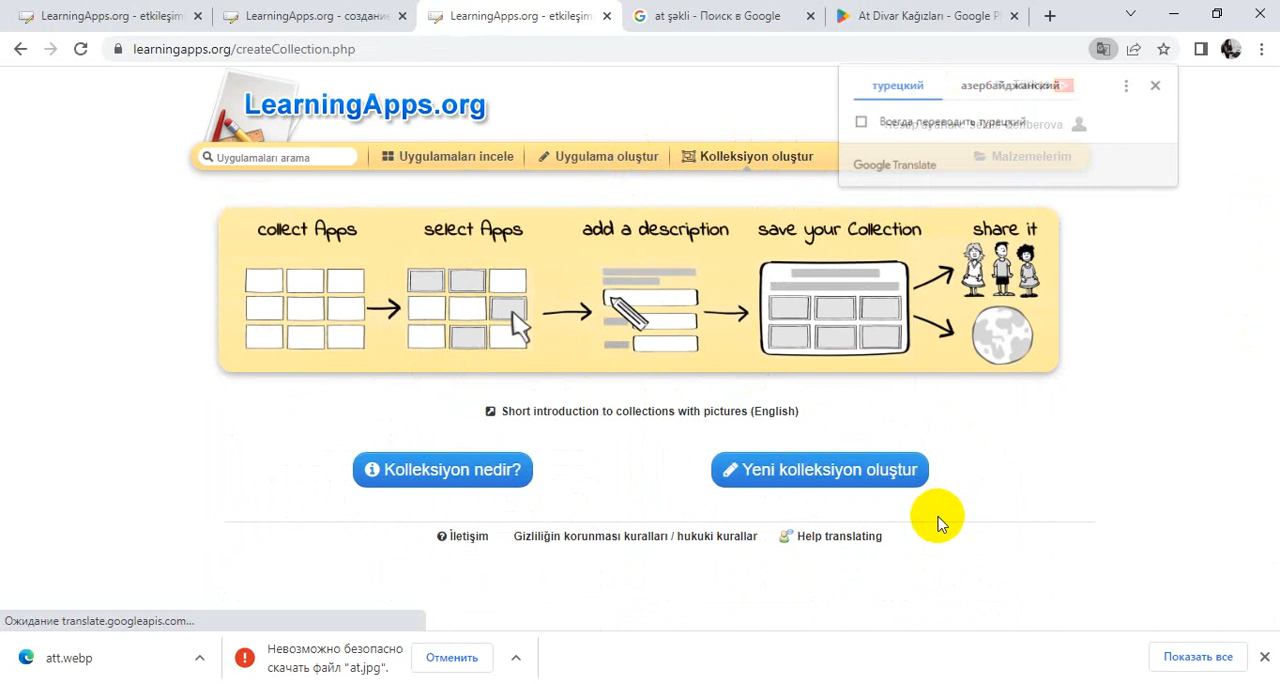 LearningApps.org - etkileşim
LearningApps.org - создание
LearningApps.org - etkileşim
at şəkli - Поиск в Google
At Divar Kağızları - Google P
learningapps.org/createCollection.php
LearningApps.org
турецкий
азербайджанский
Всегда переводить турецкий
Google Translate
Uygulamaları arama
Uygulamaları incele
Uygulama oluştur
Kolleksiyon oluştur
Malzemelerim
collect Apps
select Apps
add a description
save your Collection
share it
Short introduction to collections with pictures (English)
Kolleksiyon nedir?
Yeni kolleksiyon oluştur
İletişim
Gizliliğin korunması kuralları / hukuki kurallar
Help translating
Ожидание translate.googleapis.com...
att.webp
Невозможно безопасно
скачать файл "at.jpg".
Отменить
Показать все